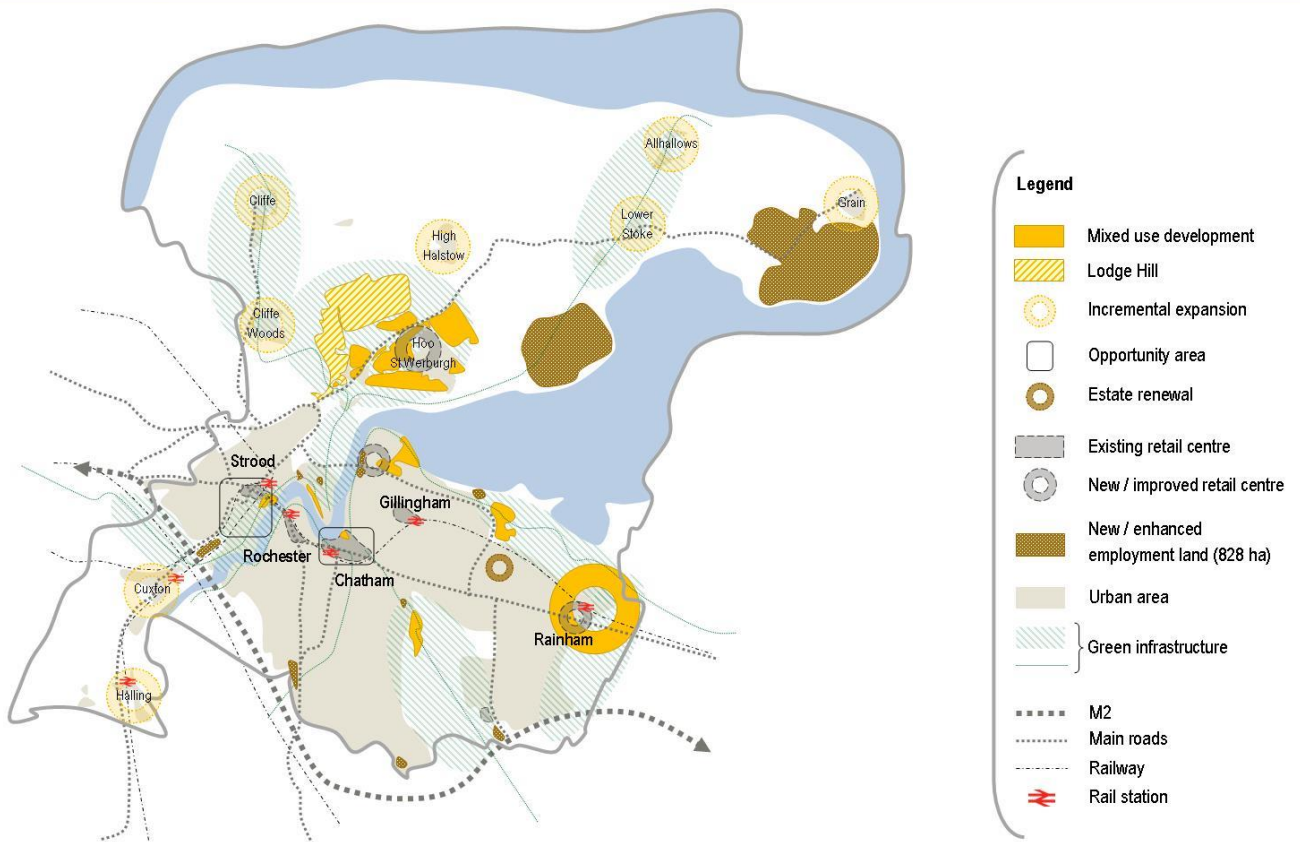 Allhallows
Cliffe
Grain
Lower
Stoke
High
Halstow
Cliffe
Woods
Hoo
St Werburgh
Strood
Gillingham
Rochester
Chatham
Cuxton
Rainham
Halling
Legend
Mixed use development
Lodge Hill
Incremental expansion
Opportunity area
Estate renewal
Existing retail centre
New / improved retail centre
New / enhanced
employment land (828 ha)
Urban area
Green infrastructure
M2
Main roads
Railway
Rail station